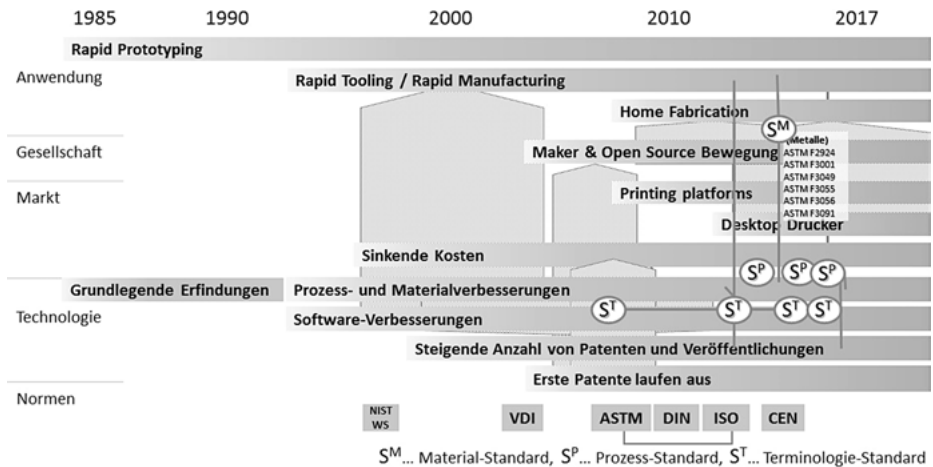 1985 1990 2000 2010 2017
Rapid Prototyping
Anwendung
Rapid Tooling / Rapid Manufacturing
Home Fabrication
S^M
(Metalle)
ASTM F2924
ASTM F3001
ASTM F3049
ASTM F3055
ASTM F3056
ASTM F3091
Gesellschaft
Maker & Open Source Bewegung
Markt
Printing platforms
Desktop Drucker
Sinkende Kosten
S^P S^P S^P
Grundlegende Erfindungen Prozess- und Materialverbesserungen
S^T S^T S^T S^T
Technologie
Software-Verbesserungen
Steigende Anzahl von Patenten und Veröffentlichungen
Erste Patente laufen aus
Normen
NIST
WS
VDI ASTM DIN ISO CEN
S^M... Material-Standard, S^P... Prozess-Standard, S^T... Terminologie-Standard